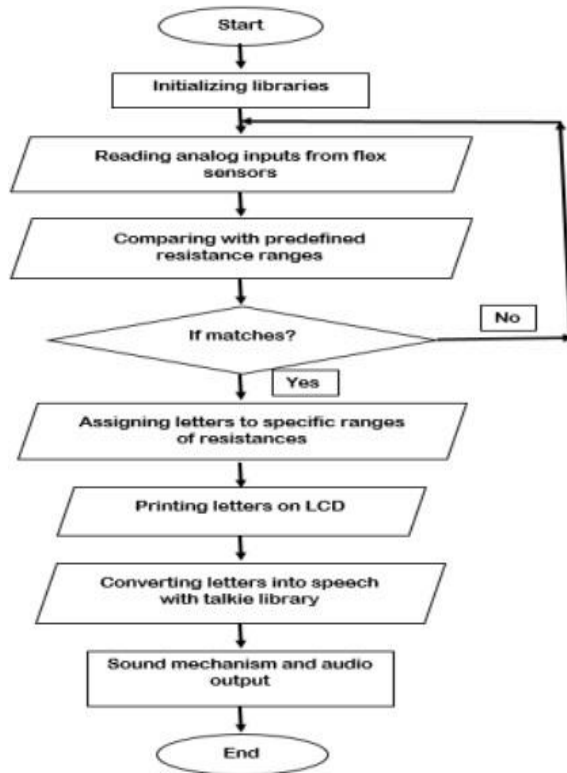 Start
Initializing libraries
Reading analog inputs from flex
sensors
Comparing with predefined
resistance ranges
If matches?
No
Yes
Assigning letters to specific ranges
of resistances
Printing letters on LCD
Converting letters into speech
with talkie library
Sound mechanism and audio
output
End